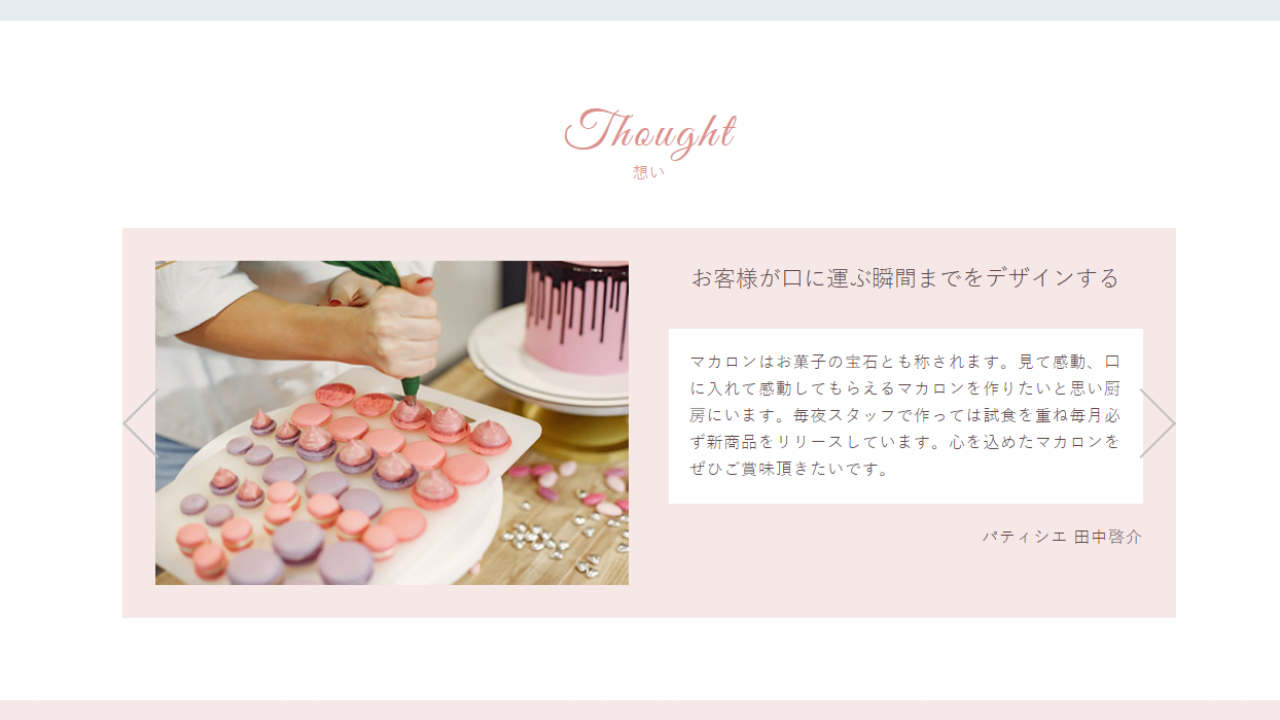 Thought
想い
お客様が口に運ぶ瞬間までをデザインする
マカロンはお菓子の宝石とも称されます。見て感動、口
に入れて感動してもらえるマカロンを作りたいと思い厨
房にいます。毎夜スタッフで作っては試食を重ね毎月必
ず新商品をリリースしています。心を込めたマカロンを
ぜひご賞味頂きたいです。
パティシエ 田中啓介